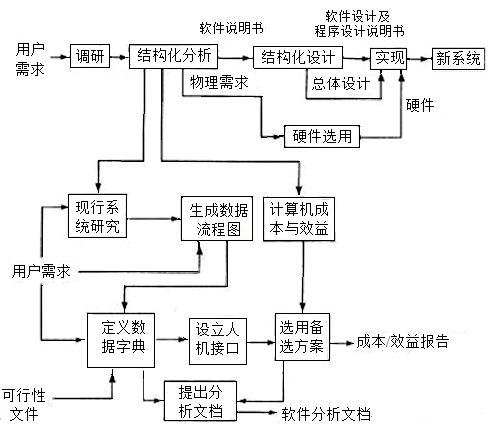 软件说明书
软件设计及
程序设计说明书
用户
需求
调研
结构化分析
结构化设计
实现
新系统
物理需求
总体设计
硬件
硬件选用
现行系
统研究
生成数据
流程图
计算机成
本与效益
用户需求
定义数
据字典
设立人
机接口
选用备
选方案
成本/效益报告
可行性
文件
提出分
析文档
软件分析文档